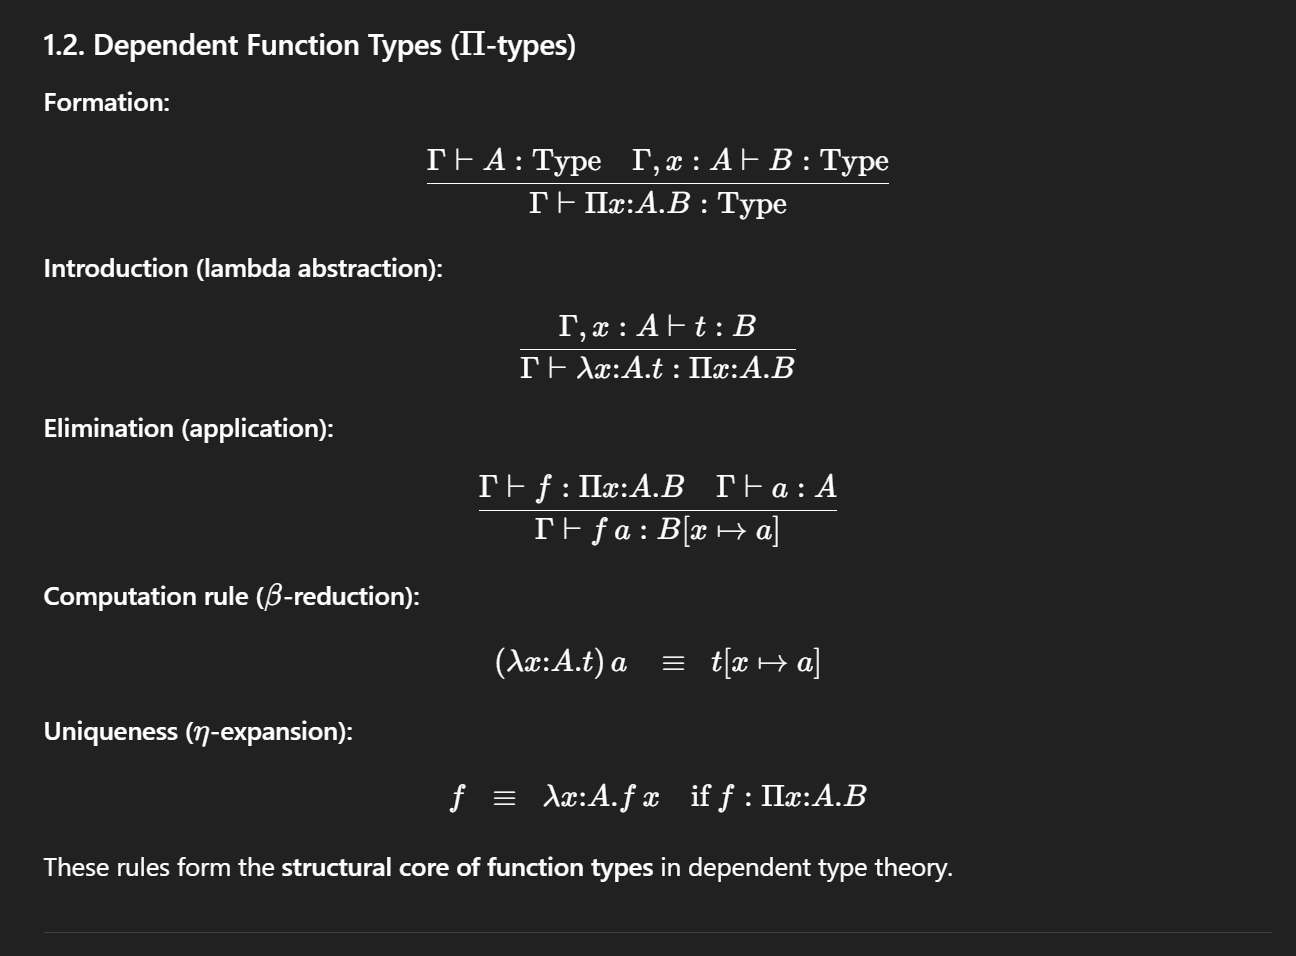 1.2. Dependent Function Types (Π-types)
Formation:
Γ ⊢ A : Type Γ, x : A ⊢ B : Type
Γ ⊢ Πx:A.B : Type
Introduction (lambda abstraction):
Γ, x : A ⊢ t : B
Γ ⊢ λx:A.t : Πx:A.B
Elimination (application):
Γ ⊢ f : Πx:A.B Γ ⊢ a : A
Γ ⊢ f a : B[x ↦ a]
Computation rule (β-reduction):
(λx:A.t) a ≡ t[x ↦ a]
Uniqueness (η-expansion):
f ≡ λx:A.f x if f : Πx:A.B
These rules form the structural core of function types in dependent type theory.